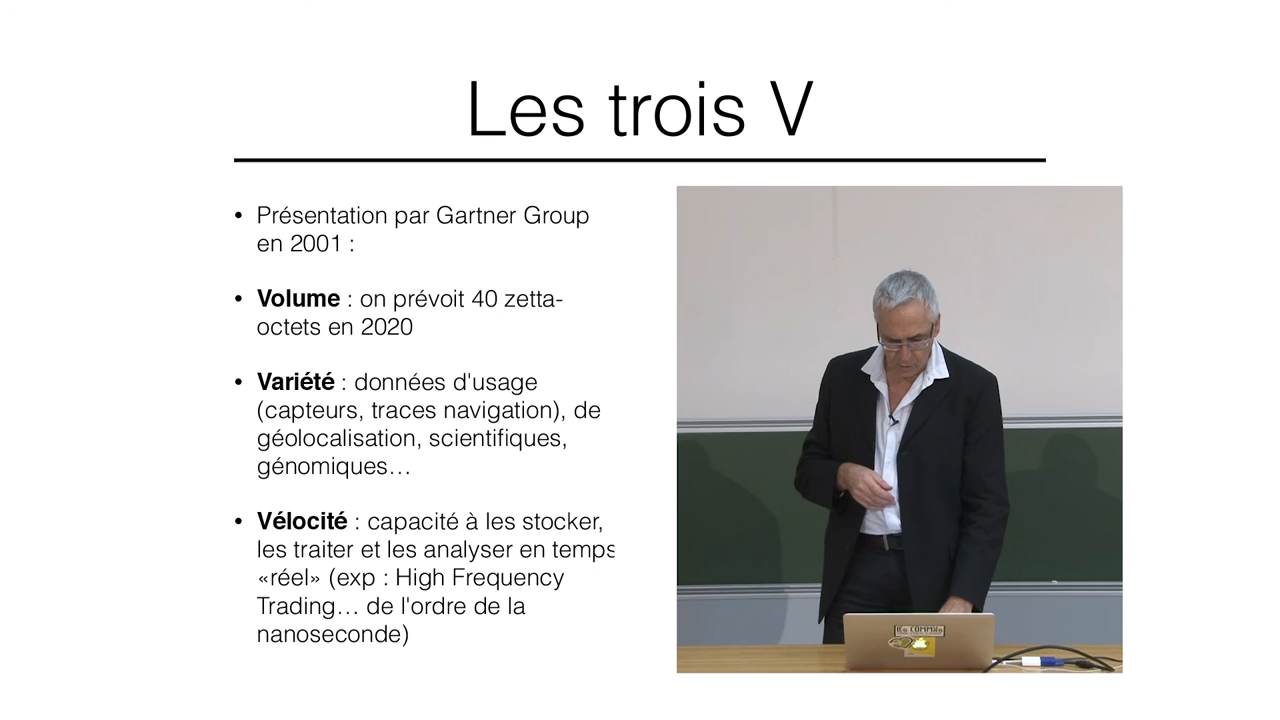 Les trois V
• Présentation par Gartner Group
en 2001 :
• Volume : on prévoit 40 zetta-
octets en 2020
• Variété : données d'usage
(capteurs, traces navigation), de
géolocalisation, scientifiques,
génomiques…
• Vélocité : capacité à les stocker,
les traiter et les analyser en temps
«réel» (exp : High Frequency
Trading… de l'ordre de la
nanoseconde)